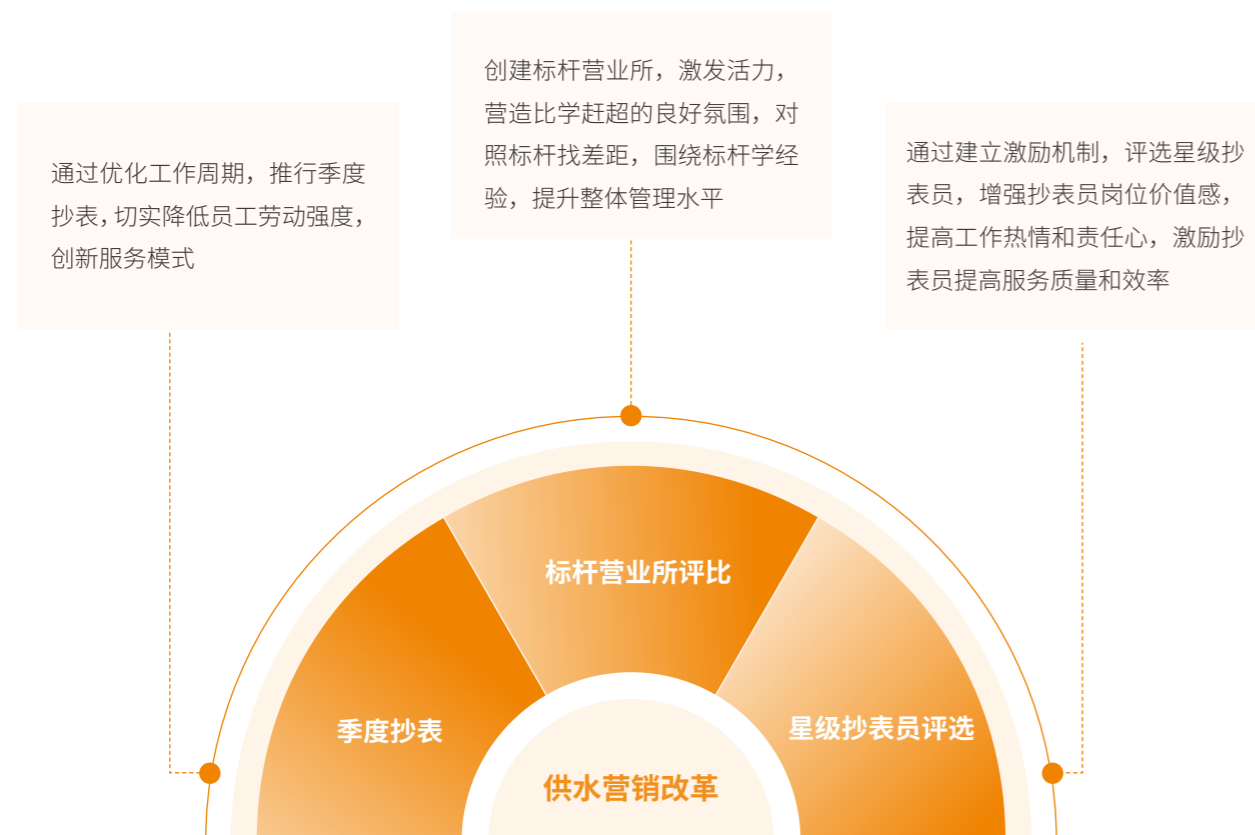 创建标杆营业所，激发活力，
营造比学赶超的良好氛围，对
照标杆找差距，围绕标杆学经
验，提升整体管理水平
通过优化工作周期，推行季度
抄表，切实降低员工劳动强度，
创新服务模式
通过建立激励机制，评选星级抄
表员，增强抄表员岗位价值感，
提高工作热情和责任心，激励抄
表员提高服务质量和效率
标杆营业所评比
季度抄表
星级抄表员评选
供水营销改革